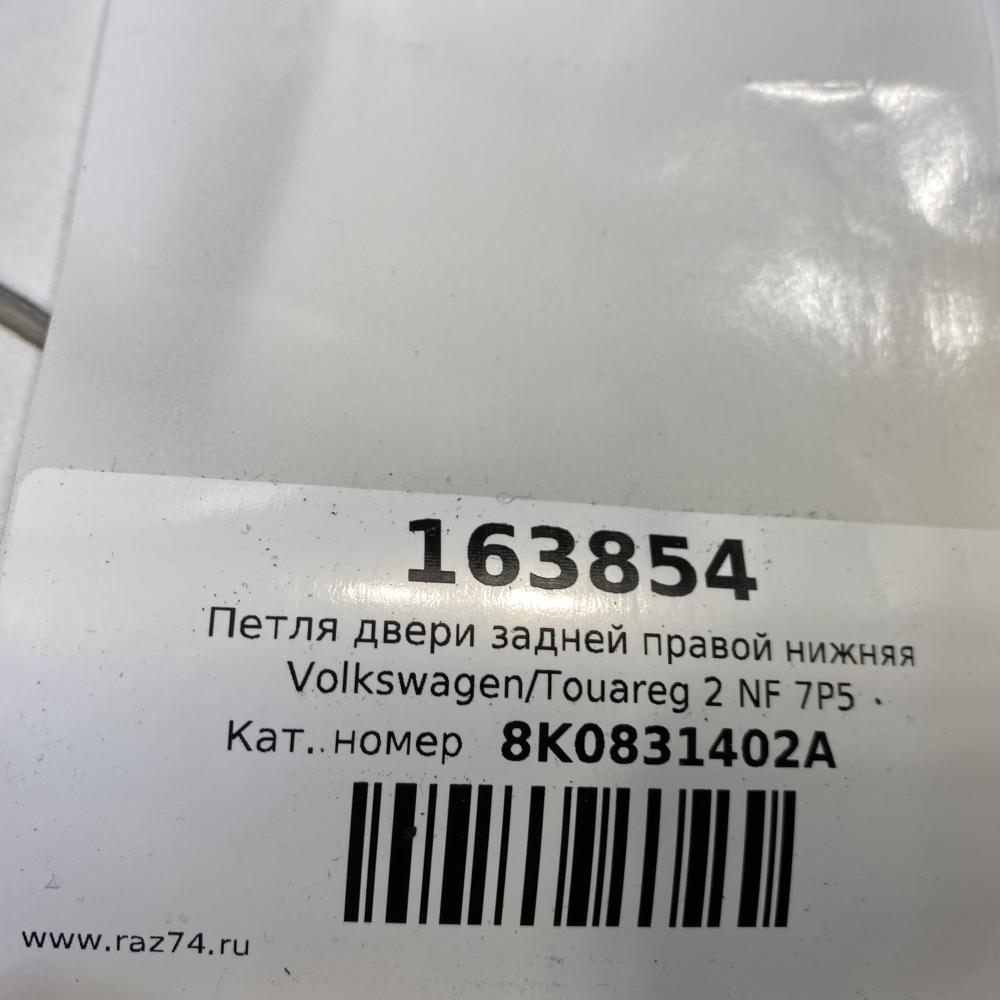 163854
Петля двери задней правой нижняя
Volkswagen/Touareg 2 NF 7P5
Кат. номер 8K0831402A
www.raz74.ru